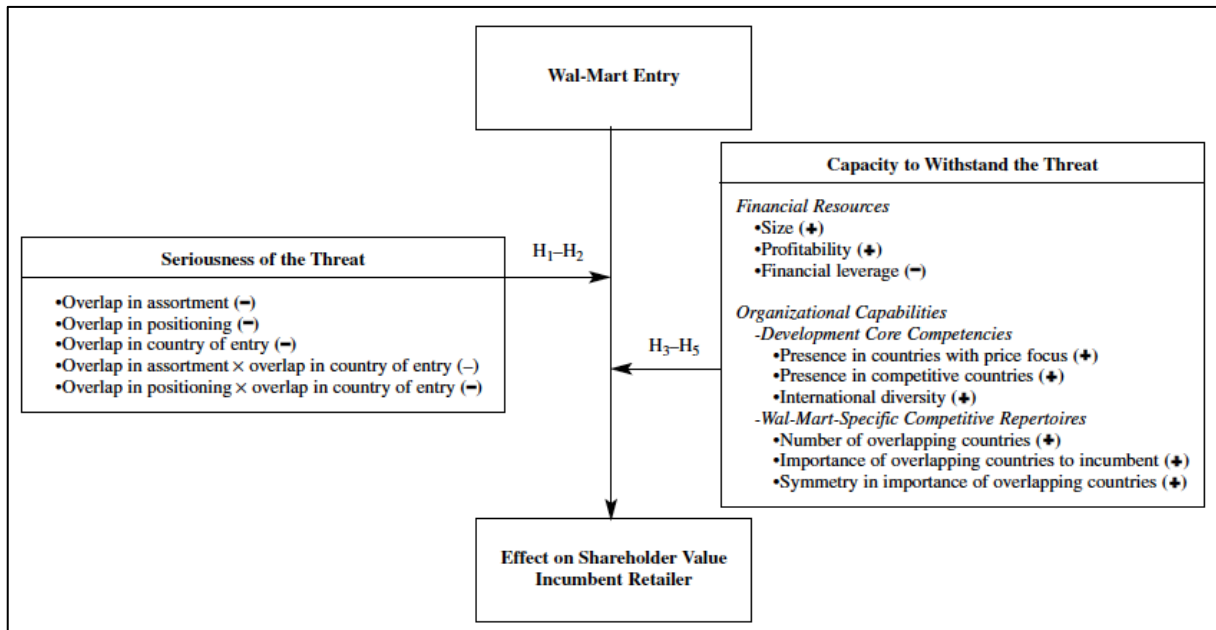 Wal-Mart Entry
Capacity to Withstand the Threat
Financial Resources
•Size (+)
•Profitability (+)
•Financial leverage (−)
Organizational Capabilities
-Development Core Competencies
•Presence in countries with price focus (+)
•Presence in competitive countries (+)
•International diversity (+)
-Wal-Mart-Specific Competitive Repertoires
•Number of overlapping countries (+)
•Importance of overlapping countries to incumbent (+)
•Symmetry in importance of overlapping countries (+)
H₁–H₂
Seriousness of the Threat
•Overlap in assortment (−)
•Overlap in positioning (−)
•Overlap in country of entry (−)
•Overlap in assortment × overlap in country of entry (–)
•Overlap in positioning × overlap in country of entry (−)
H₃–H₅
Effect on Shareholder Value
Incumbent Retailer